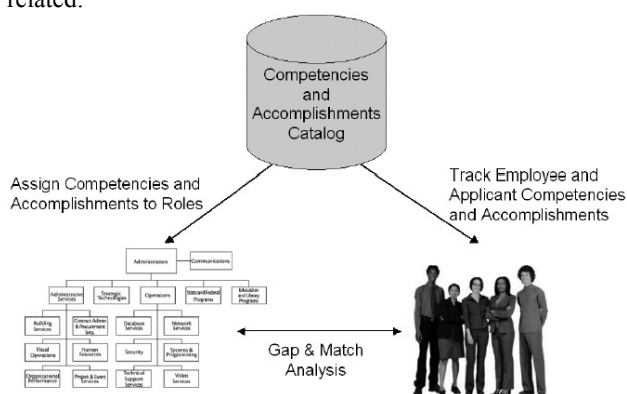 related.
Competencies
and
Accomplishments
Catalog
Assign Competencies and
Accomplishments to Roles
Track Employee and
Applicant Competencies
and Accomplishments
Administration
Communications
Administrative
Services
Strategic
Technologies
Operations
State and Federal
Programs
Education
and Library
Programs
Building
Services
Contract Admin
& Procurement
Svcs.
Database
Services
Network
Services
Fiscal
Operations
Human
Resources
Security
Systems &
Programming
Organizational
Performance
Project & Event
Services
Technical
Support
Services
Video
Services
Gap & Match
Analysis